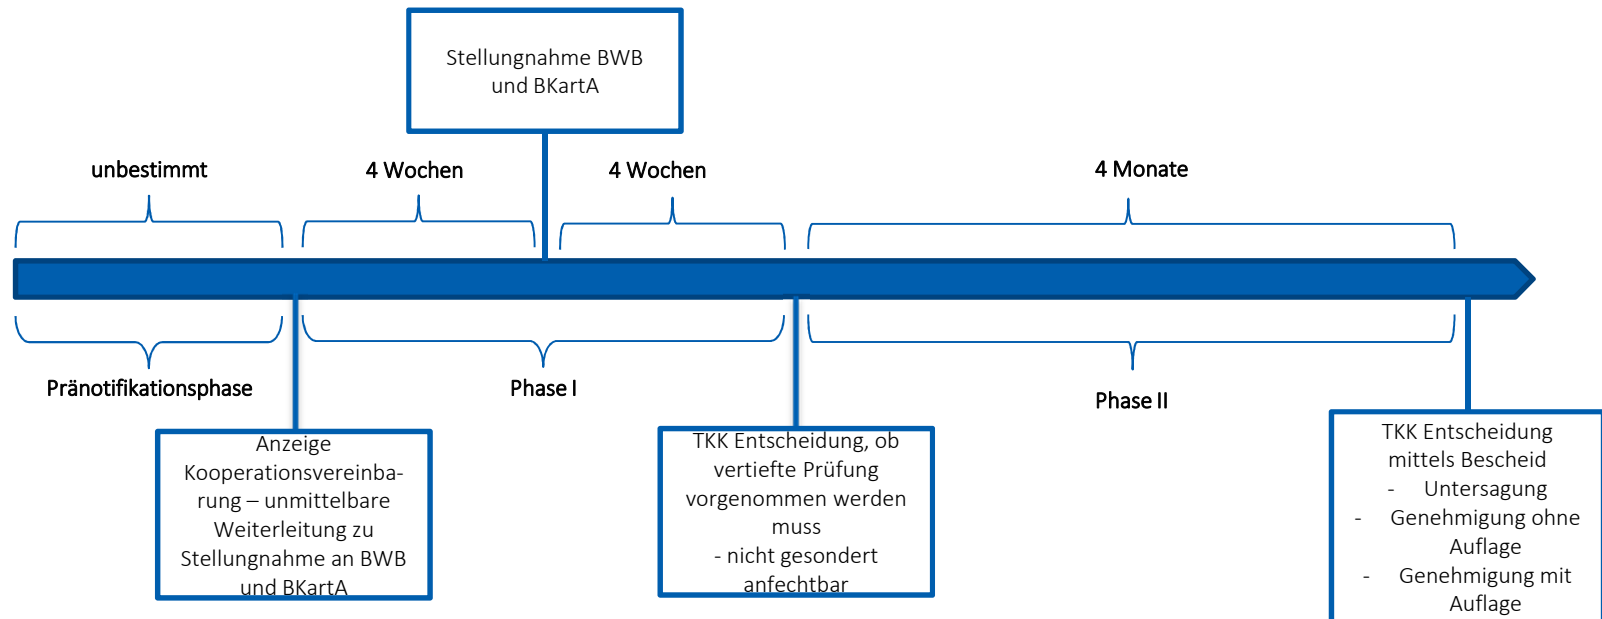 Stellungnahme BWB
und BKartA
unbestimmt
4 Wochen
4 Wochen
4 Monate
Pränotifikationsphase
Phase I
Phase II
Anzeige
Kooperationsvereinba-
rung – unmittelbare
Weiterleitung zu
Stellungnahme an BWB
und BKartA
TKK Entscheidung, ob
vertiefte Prüfung
vorgenommen werden
muss
- nicht gesondert
anfechtbar
TKK Entscheidung
mittels Bescheid
- Untersagung
- Genehmigung ohne
Auflage
- Genehmigung mit
Auflage